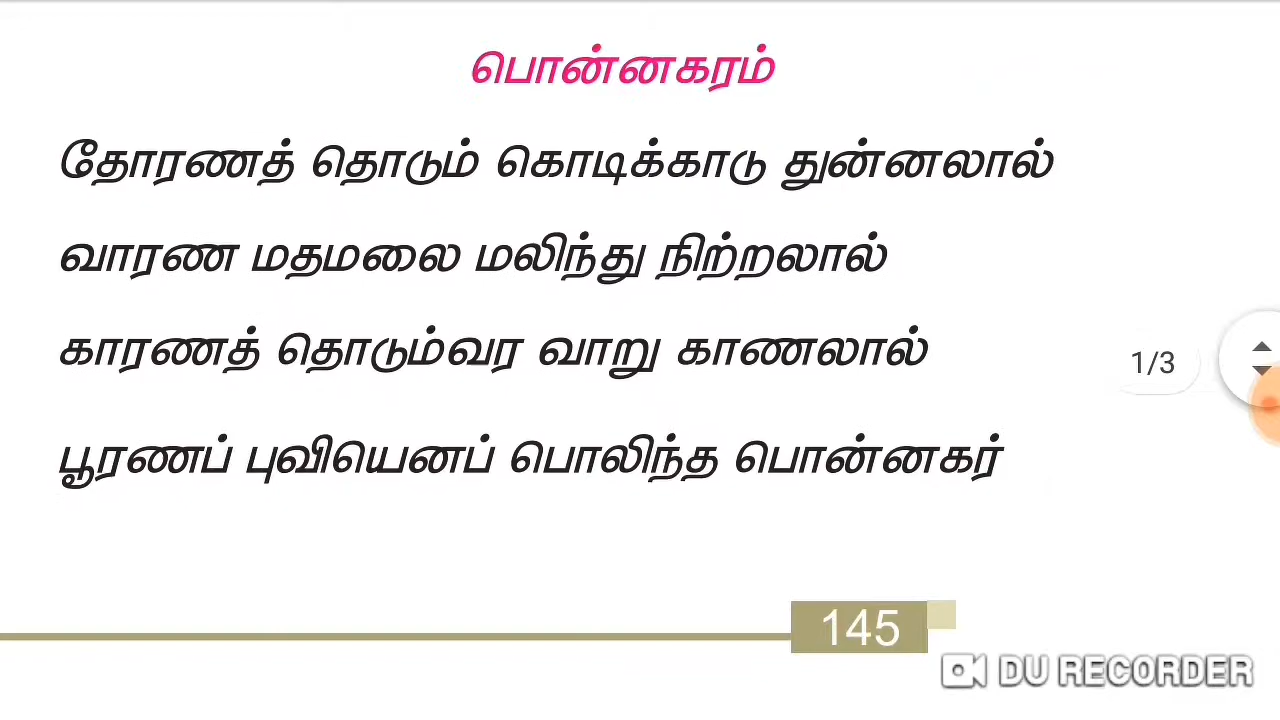 பொன்னகரம்
தோரணத் தொடும் கொடிக்காடு துன்னலால்
வாரண மதமலை மலிந்து நிற்றலால்
காரணத் தொடும்வர வாறு காணலால்
1/3
பூரணப் புவியெனப் பொலிந்த பொன்னகர்
145
DU RECORDER